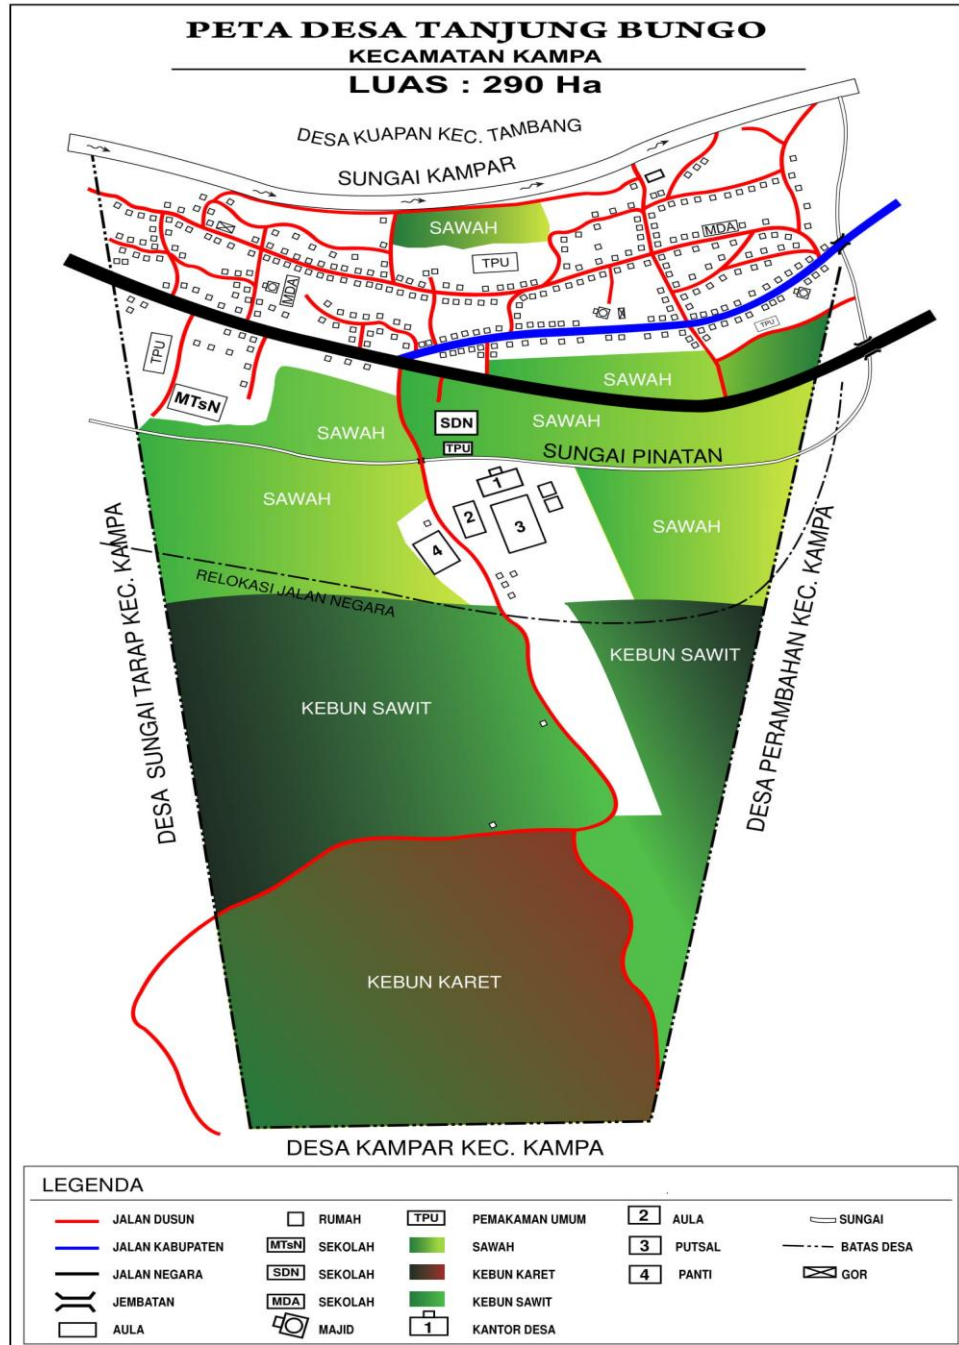 PETA DESA TANJUNG BUNGO
KECAMATAN KAMPA
LUAS : 290 Ha
DESA KUAPAN KEC. TAMBANG
SUNGAI KAMPAR
SAWAH
TPU
MDA
MDA
TPU
TPU
MTsN
SAWAH
SAWAH
SDN
SAWAH
TPU
SUNGAI PINATAN
SAWAH
SAWAH
1
2
3
4
RELOKASI JALAN NEGARA
DESA SUNGAI TARAP KEC. KAMPA
DESA PERAMBAHAN KEC. KAMPA
KEBUN SAWIT
KEBUN SAWIT
KEBUN KARET
DESA KAMPAR KEC. KAMPA
LEGENDA
JALAN DUSUN
JALAN KABUPATEN
JALAN NEGARA
JEMBATAN
AULA
RUMAH
MTsN SEKOLAH
SDN SEKOLAH
MDA SEKOLAH
MAJID
TPU PEMAKAMAN UMUM
SAWAH
KEBUN KARET
KEBUN SAWIT
1 KANTOR DESA
2 AULA
3 PUTSAL
4 PANTI
SUNGAI
BATAS DESA
GOR